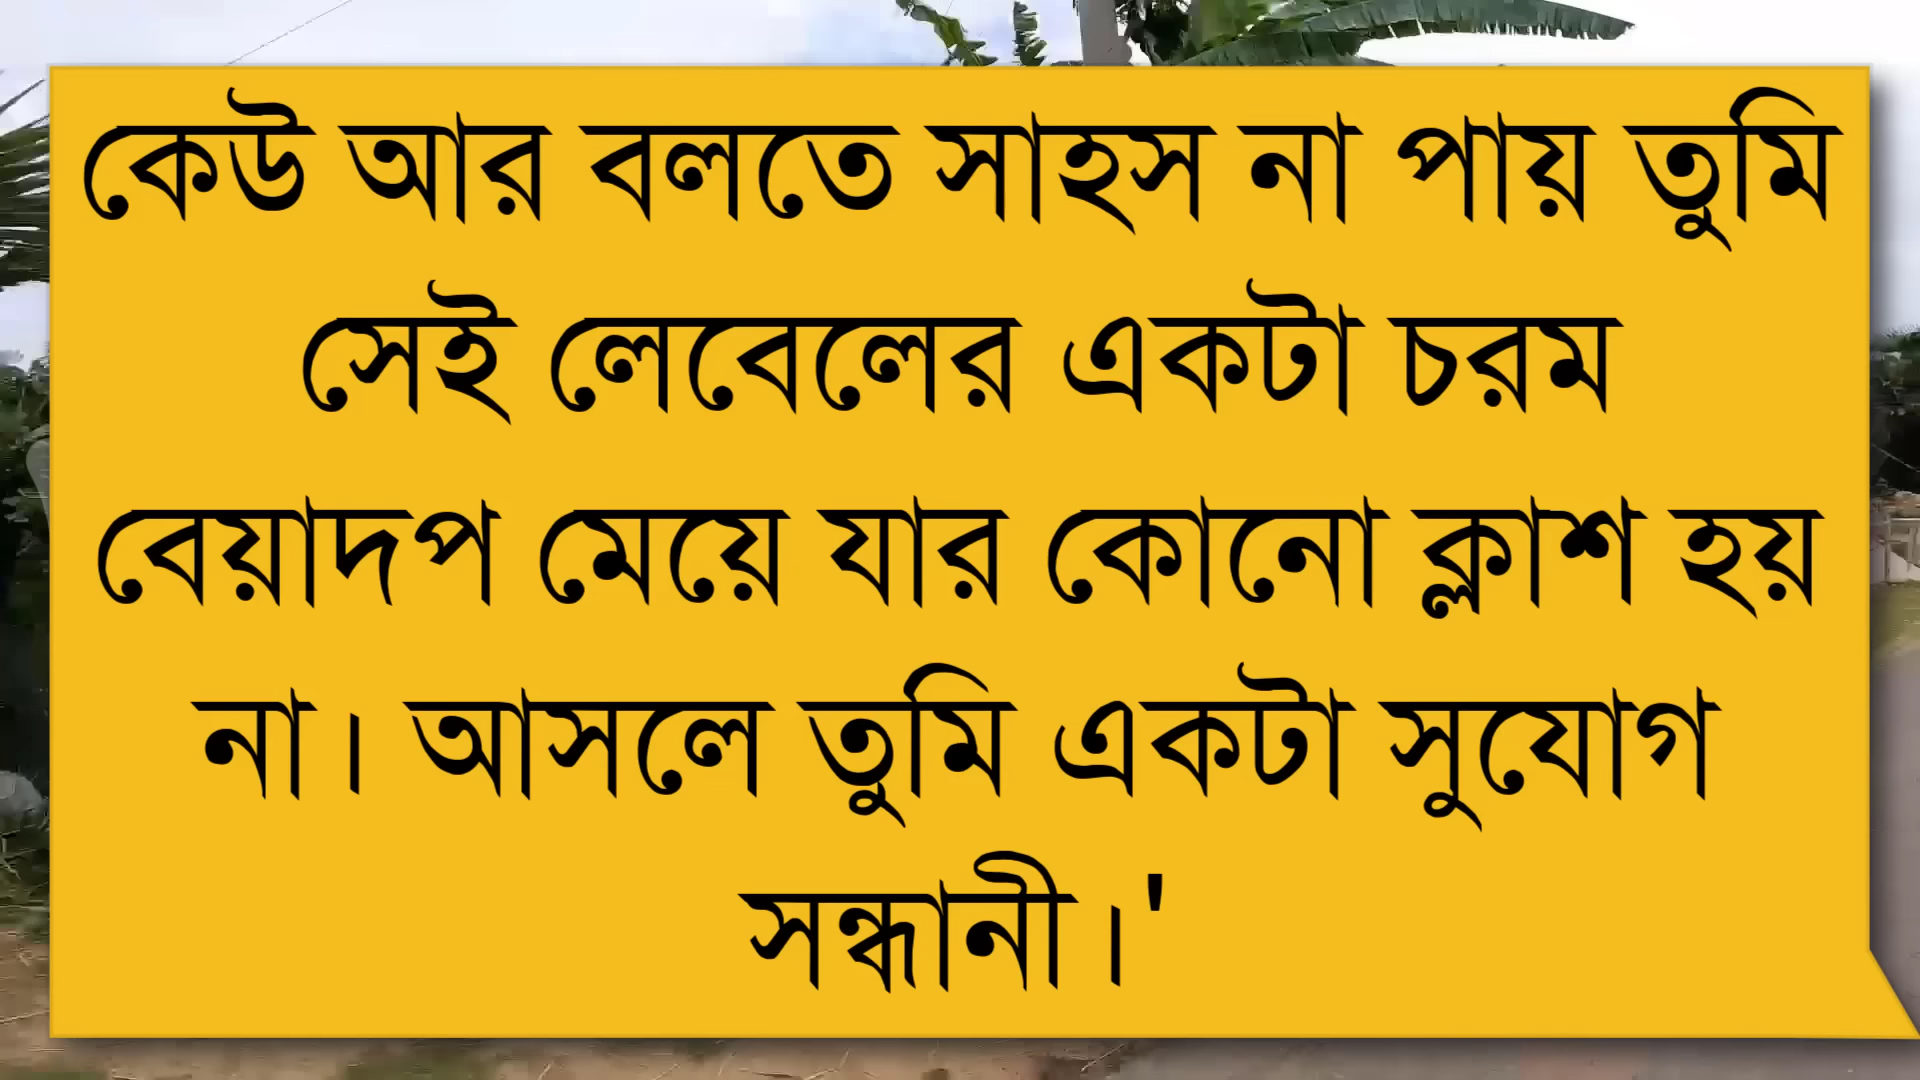 কেউ আর বলতে সাহস না পায় তুমি
সেই লেবেলের একটা চরম
বেয়াদপ মেয়ে যার কোনো ক্লাশ হয়
না। আসলে তুমি একটা সুযোগ
সন্ধানী।'